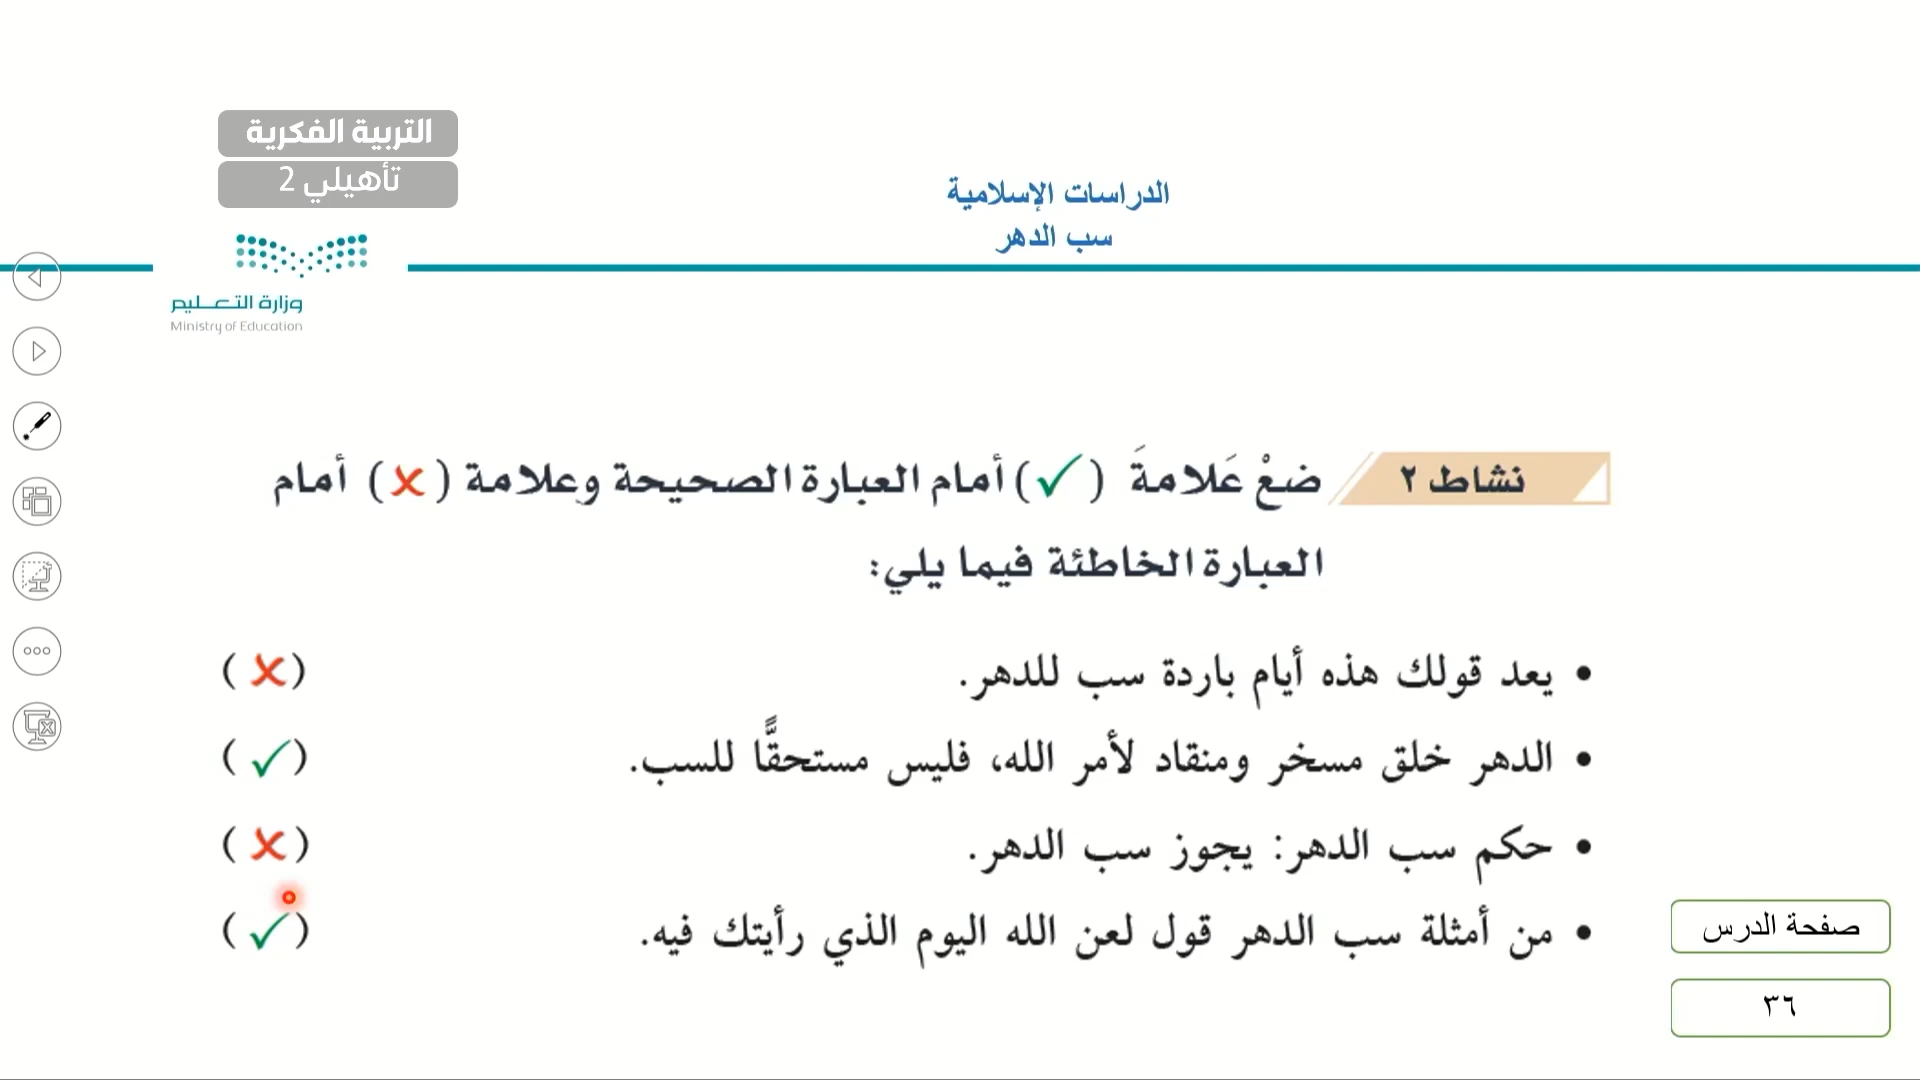 التربية الفكرية
تأهيلي 2
الدراسات الإسلامية
سب الدهر
وزارة التـعـــليم
Ministry of Education
نشاط ٢
ضعْ عَلامةَ (✓) أمام العبارة الصحيحة وعلامة (✗) أمام
العبارة الخاطئة فيما يلي:
• يعد قولك هذه أيام باردة سب للدهر. (✗)
• الدهر خلق مسخر ومنقاد لأمر الله، فليس مستحقًّا للسب. (✓)
• حكم سب الدهر: يجوز سب الدهر. (✗)
• من أمثلة سب الدهر قول لعن الله اليوم الذي رأيتك فيه. (✓)
صفحة الدرس
٣٦